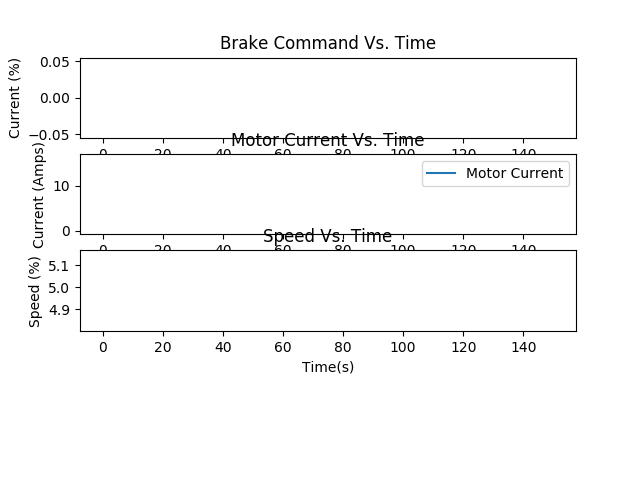 Brake Command Vs. Time
Current (%)
0.05
0.00
−0.05
0 20 40 60 80 100 120 140
Motor Current Vs. Time
Current (Amps)
10
0
Motor Current
0 20 40 60 80 100 120 140
Speed Vs. Time
Speed (%)
5.1
5.0
4.9
0 20 40 60 80 100 120 140
Time(s)